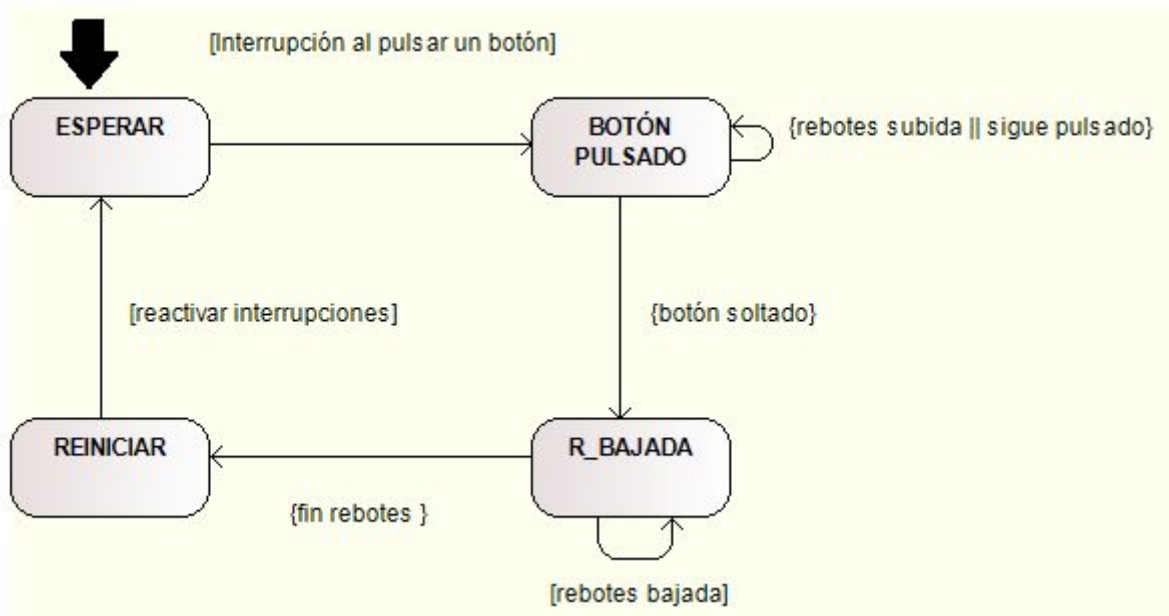 [Interrupción al pulsar un botón]
ESPERAR
BOTÓN
PULSADO
{rebotes subida || sigue pulsado}
[reactivar interrupciones]
{botón soltado}
REINICIAR
R_BAJADA
{fin rebotes }
[rebotes bajada]